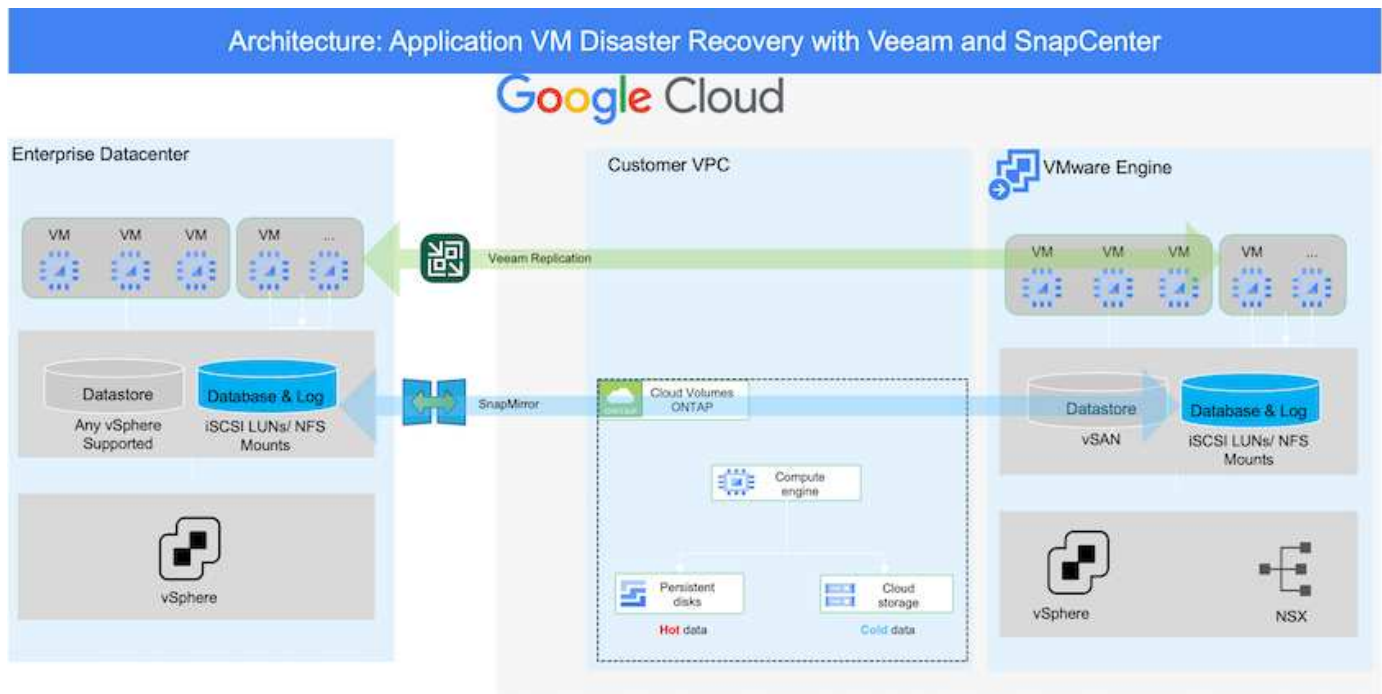 Architecture: Application VM Disaster Recovery with Veeam and SnapCenter
Google Cloud
Enterprise Datacenter
VM
VM
VM
VM
...
Datastore
Any vSphere
Supported
Database & Log
iSCSI LUNs/ NFS
Mounts
vSphere
Veeam Replication
SnapMirror
Customer VPC
ONTAP
Cloud Volumes
ONTAP
Compute
engine
Persistent
disks
Hot data
Cloud
storage
Cold data
VMware Engine
VM
VM
VM
VM
...
Datastore
vSAN
Database & Log
iSCSI LUNs/ NFS
Mounts
vSphere
NSX